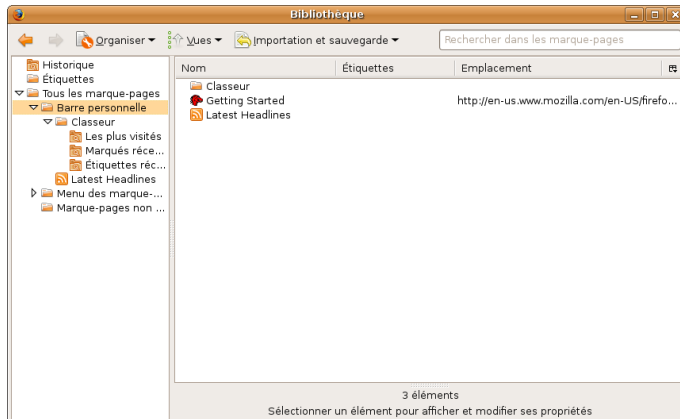 Bibliothèque
Organiser Vues Importation et sauvegarde Rechercher dans les marque-pages
Historique
Étiquettes
Tous les marque-pages
Barre personnelle
Classeur
Les plus visités
Marqués réce...
Étiquettes réc...
Latest Headlines
Menu des marque-...
Marque-pages non ...
Nom Étiquettes Emplacement
Classeur
Getting Started http://en-us.www.mozilla.com/en-US/firefo...
Latest Headlines
3 éléments
Sélectionner un élément pour afficher et modifier ses propriétés